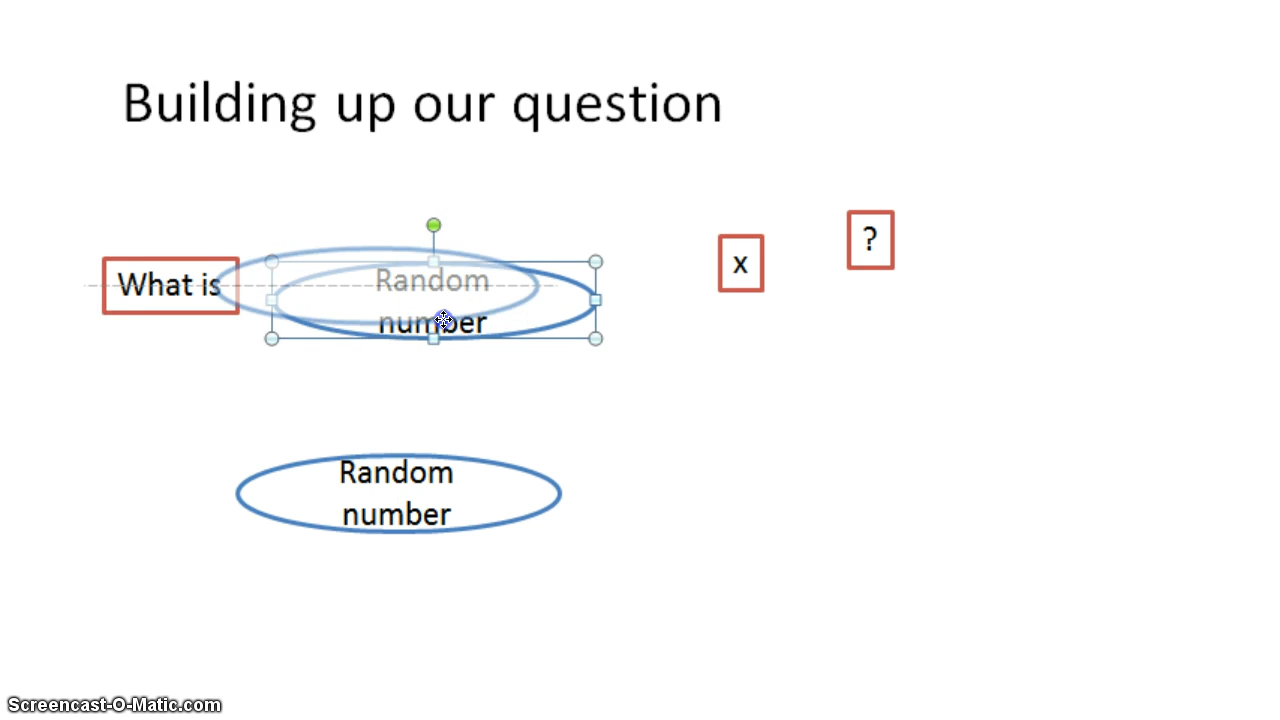 Building up our question
What is
Random
number
x
?
Random
number
Screencast-O-Matic.com